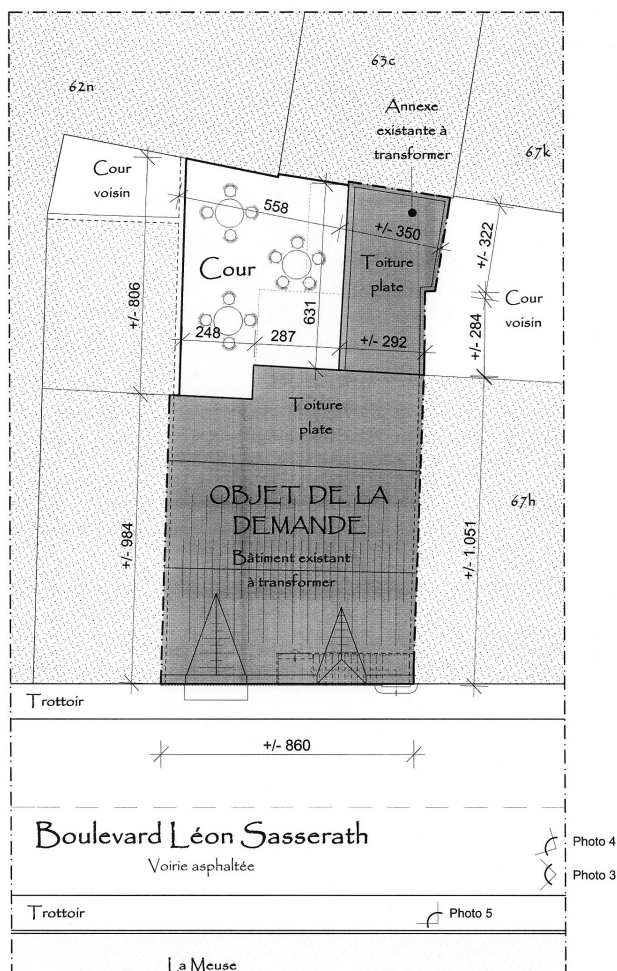 63c
62n
Annexe
existante à
transformer
67k
Cour
voisin
558
+/- 350
+/- 322
Cour
Toiture
plate
Cour
voisin
+/- 806
631
+/- 284
248
287
+/- 292
Toiture
plate
OBJET DE LA
DEMANDE
67h
Bâtiment existant
à transformer
+/- 984
+/- 1.051
Trottoir
+/- 860
Boulevard Léon Sasserath
Voirie asphaltée
Photo 4
Photo 3
Trottoir
Photo 5
La Meuse